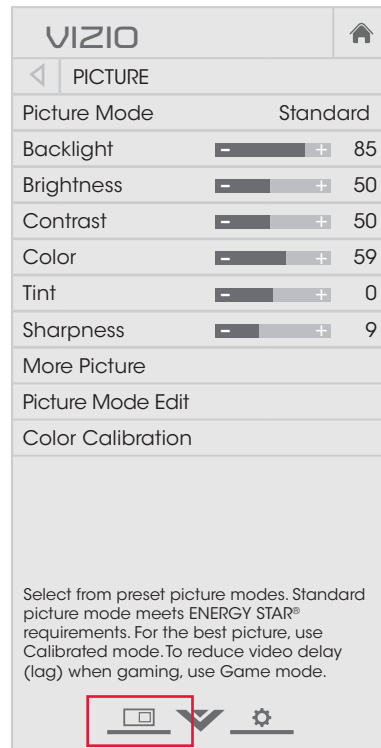 VIZIO
PICTURE
Picture Mode Standard
Backlight - + 85
Brightness - + 50
Contrast - + 50
Color - + 59
Tint - + 0
Sharpness - + 9
More Picture
Picture Mode Edit
Color Calibration
Select from preset picture modes. Standard
picture mode meets ENERGY STAR®
requirements. For the best picture, use
Calibrated mode. To reduce video delay
(lag) when gaming, use Game mode.